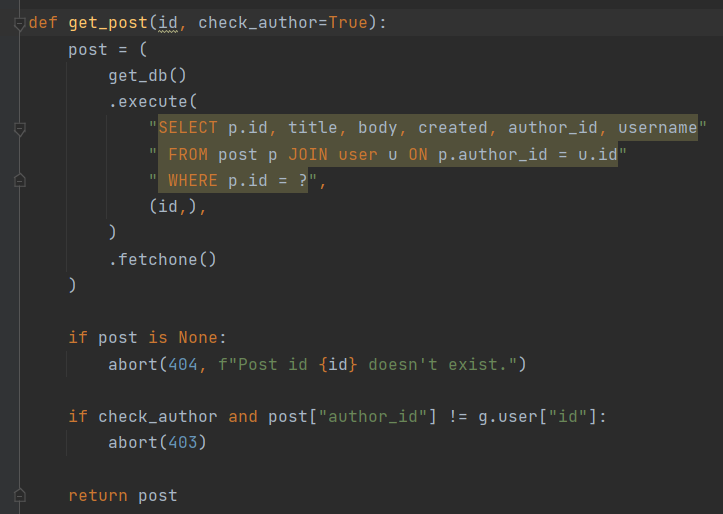 def get_post(id, check_author=True):
    post = (
        get_db()
        .execute(
            "SELECT p.id, title, body, created, author_id, username"
            " FROM post p JOIN user u ON p.author_id = u.id"
            " WHERE p.id = ?",
            (id,),
        )
        .fetchone()
    )

    if post is None:
        abort(404, f"Post id {id} doesn't exist.")

    if check_author and post["author_id"] != g.user["id"]:
        abort(403)

    return post